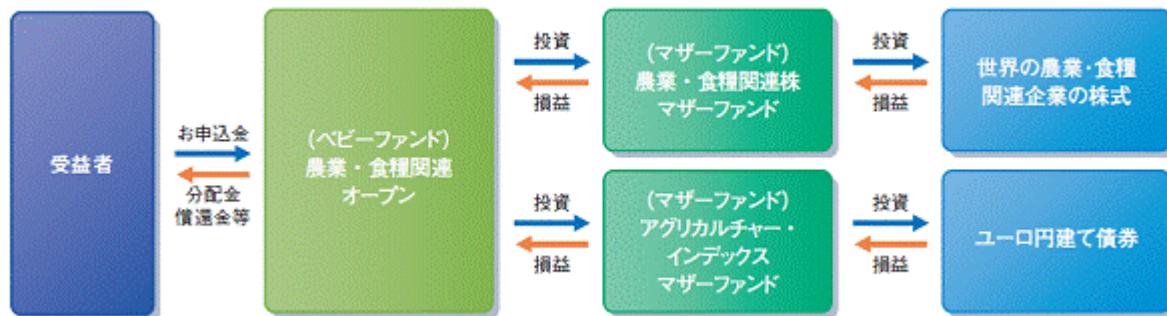 受益者
お申込金
分配金
償還金等
(ベビーファンド)
農業・食糧関連
オープン
投資
損益
(マザーファンド)
農業・食糧関連株
マザーファンド
投資
損益
世界の農業・食糧
関連企業の株式
投資
損益
(マザーファンド)
アグリカルチャー・
インデックス
マザーファンド
投資
損益
ユーロ円建て債券